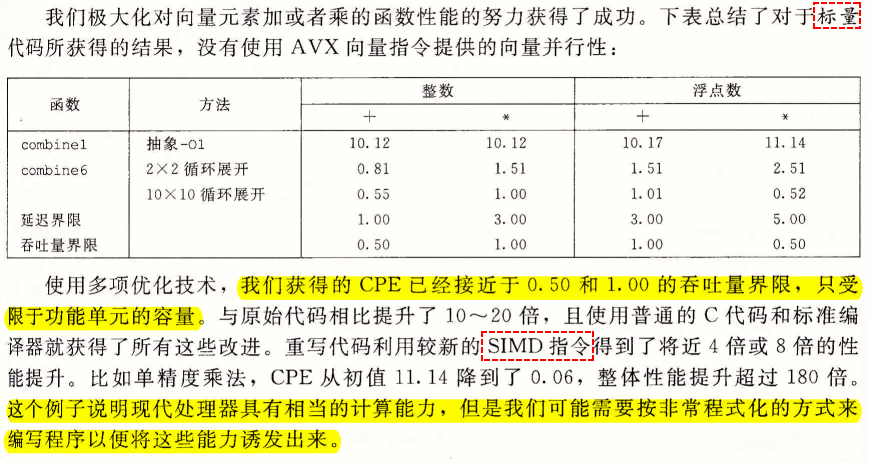 我们极大化对向量元素加或者乘的函数性能的努力获得了成功。下表总结了对于标量
代码所获得的结果，没有使用 AVX 向量指令提供的向量并行性：
函数 方法 整数 浮点数
+ * + *
combine1 抽象-O1 10.12 10.12 10.17 11.14
combine6 2×2 循环展开 0.81 1.51 1.51 2.51
10×10 循环展开 0.55 1.00 1.01 0.52
延迟界限 1.00 3.00 3.00 5.00
吞吐量界限 0.50 1.00 1.00 0.50
使用多项优化技术，我们获得的 CPE 已经接近于 0.50 和 1.00 的吞吐量界限，只受
限于功能单元的容量。与原始代码相比提升了 10～20 倍，且使用普通的 C 代码和标准编
译器就获得了所有这些改进。重写代码利用较新的 SIMD 指令得到了将近 4 倍或 8 倍的性
能提升。比如单精度乘法，CPE 从初值 11.14 降到了 0.06，整体性能提升超过 180 倍。
这个例子说明现代处理器具有相当的计算能力，但是我们可能需要按非常程式化的方式来
编写程序以便将这些能力诱发出来。